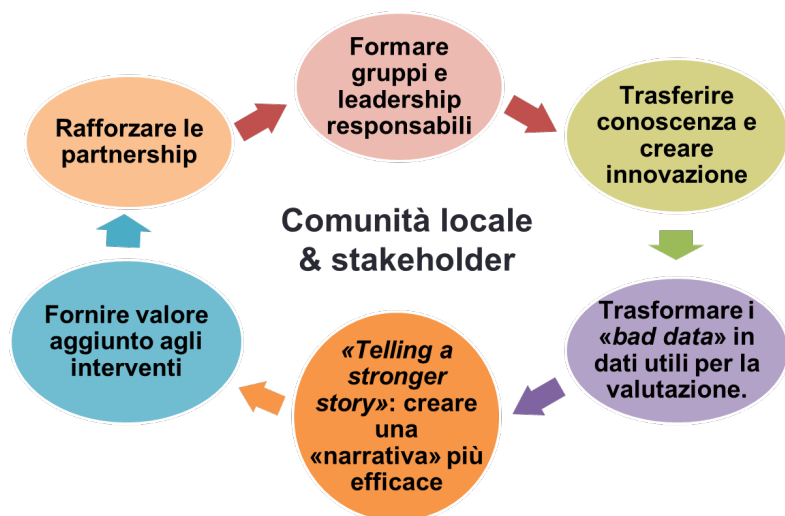 Formare
gruppi e
leadership
responsabili
Trasferire
conoscenza e
creare
innovazione
Trasformare i
«bad data» in
dati utili per la
valutazione.
«Telling a
stronger
story»: creare
una
«narrativa» più
efficace
Fornire valore
aggiunto agli
interventi
Rafforzare le
partnership
Comunità locale
& stakeholder